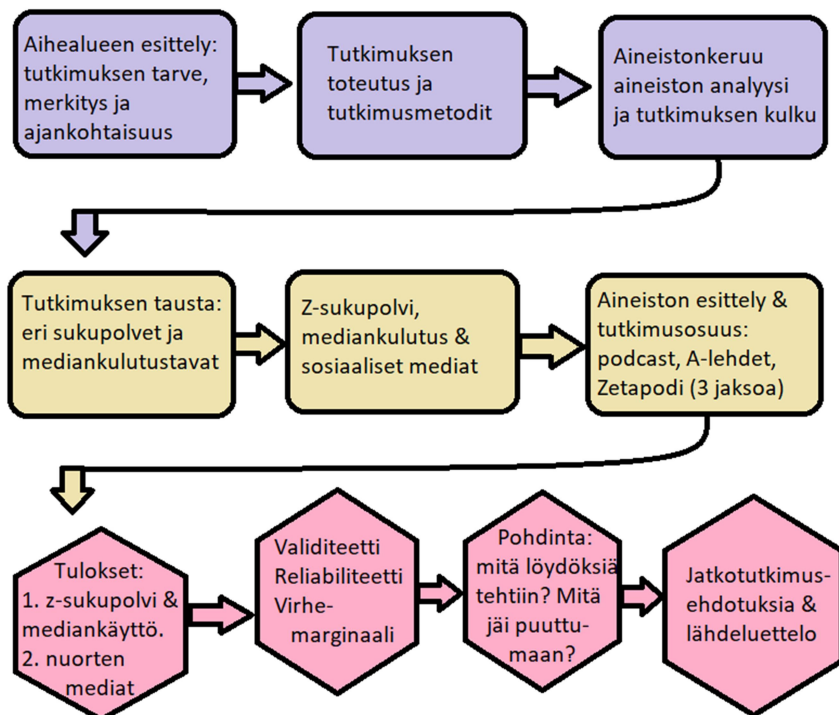 Aihealueen esittely:
tutkimuksen tarve,
merkitys ja
ajankohtaisuus
Tutkimuksen
toteutus ja
tutkimusmetodit
Aineistonkeruu
aineiston analyysi
ja tutkimuksen kulku
Tutkimuksen tausta:
eri sukupolvet ja
mediankulutustavat
Z-sukupolvi,
mediankulutus &
sosiaaliset mediat
Aineiston esittely &
tutkimusosuus:
podcast, A-lehdet,
Zetapodi (3 jaksoa)
Tulokset:
1. z-sukupolvi &
mediankäyttö.
2. nuorten
mediat
Validiteetti
Reliabiliteetti
Virhe-
marginaali
Pohdinta:
mitä löydöksiä
tehtiin? Mitä
jäi puuttu-
maan?
Jatkotutkimus-
ehdotuksia &
lähdeluettelo